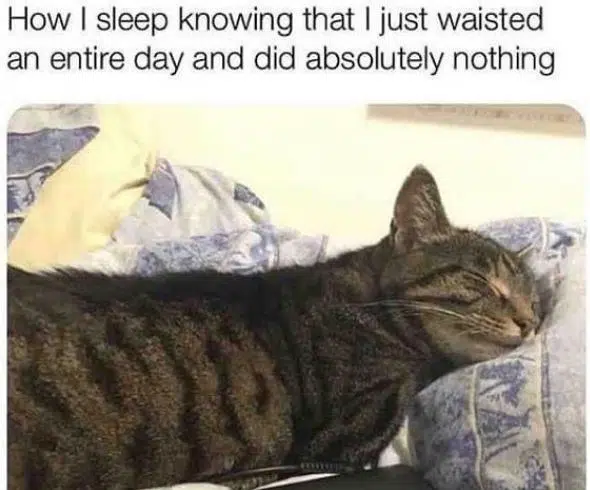 How I sleep knowing that I just waisted
an entire day and did absolutely nothing